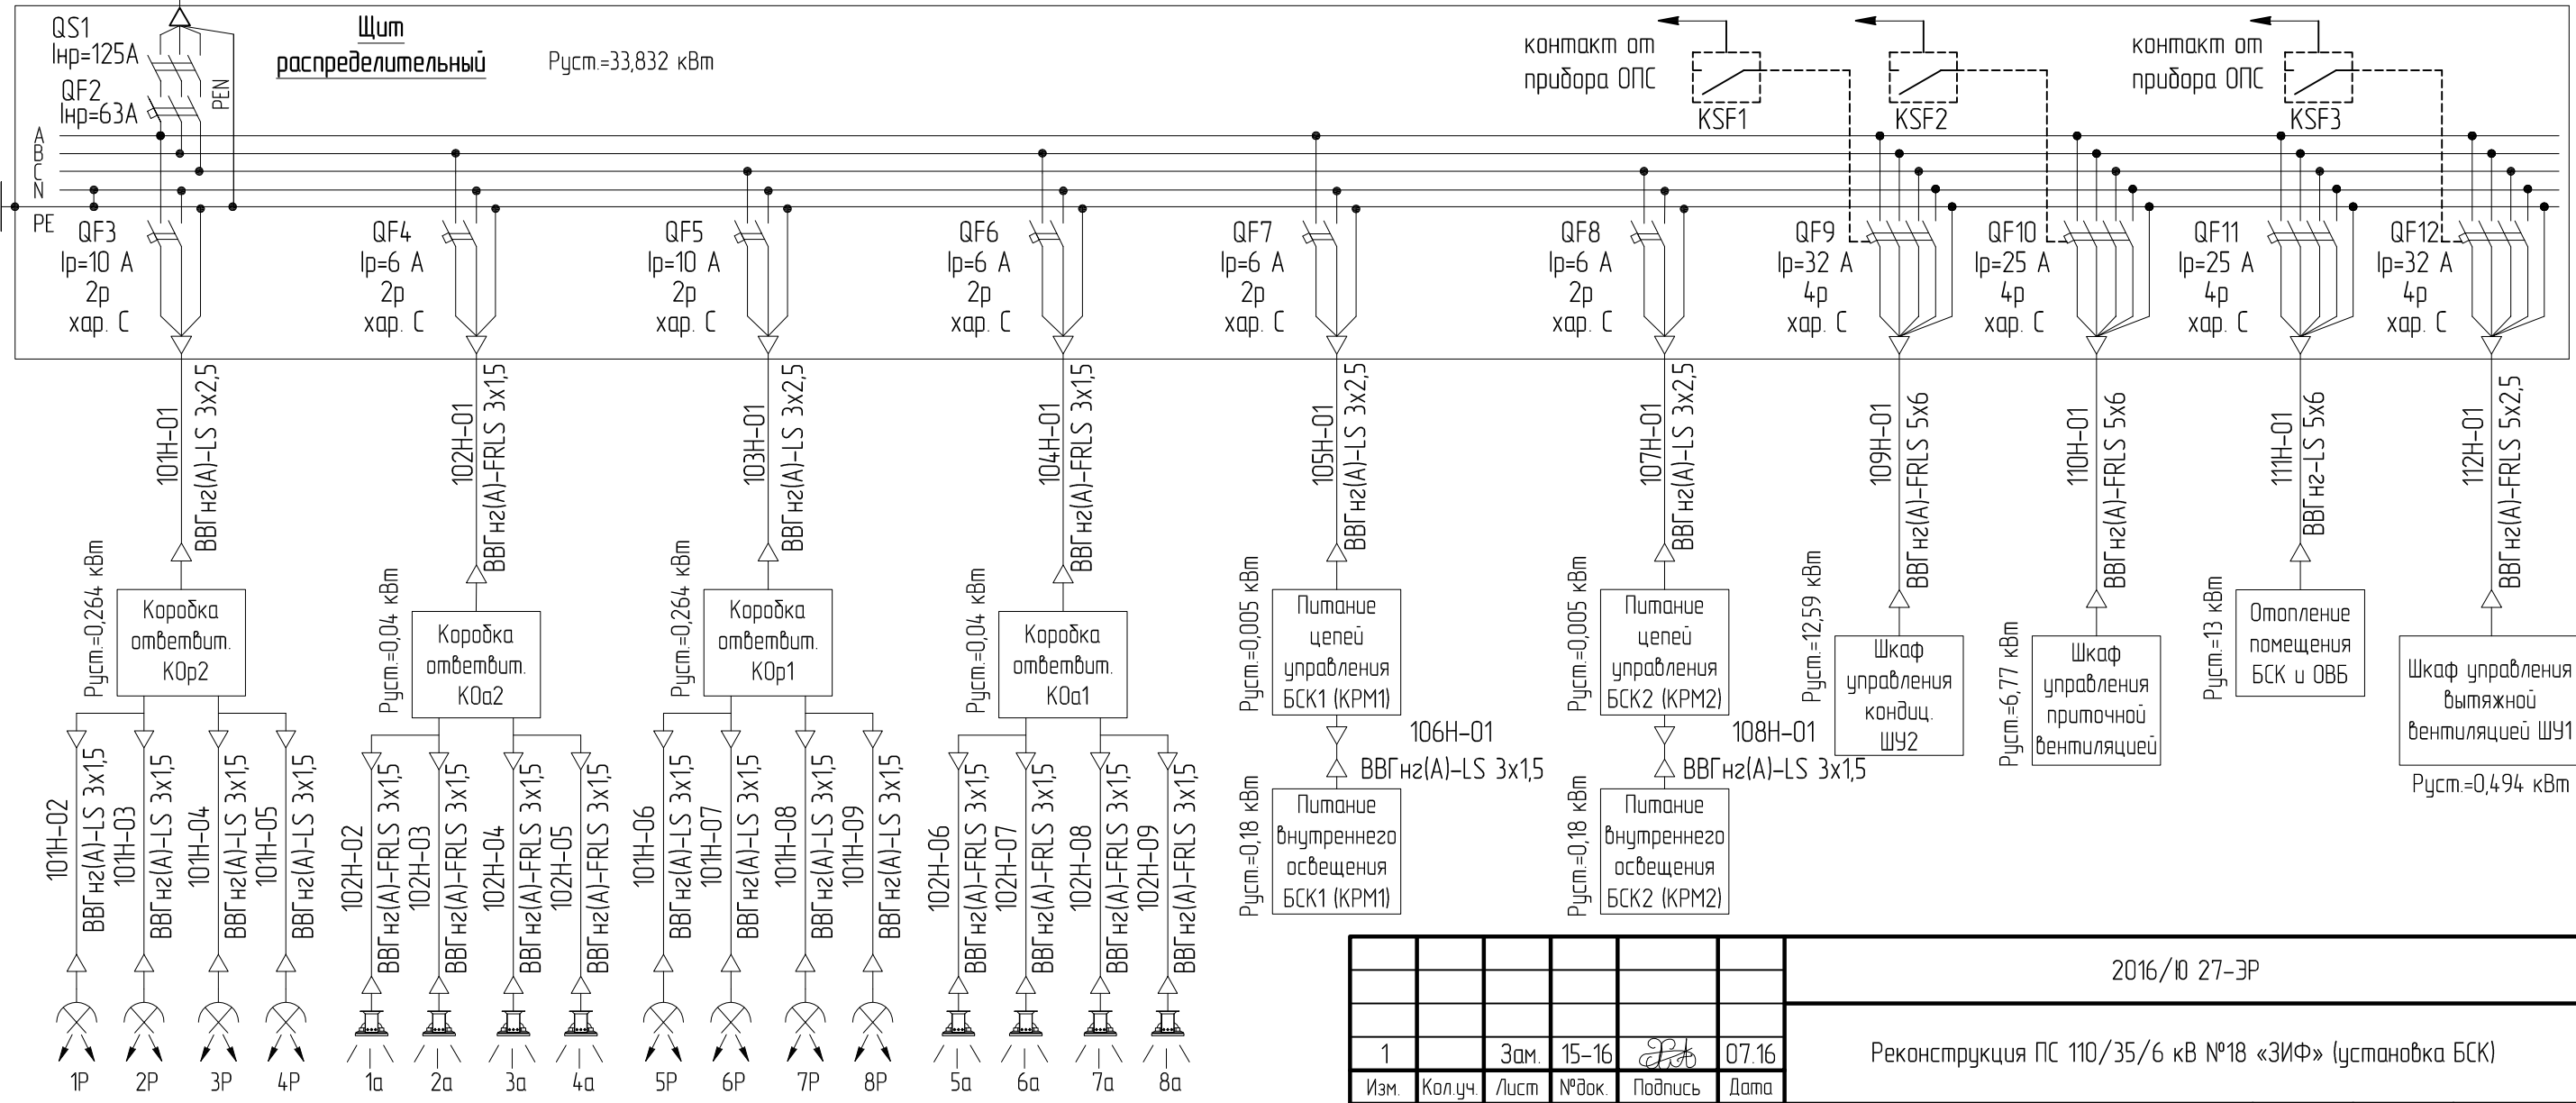 QS1
Iнр=125А
QF2
Iнр=63А
PEN
Щит
распределительный
Руст.=33,832 кВт
контакт от
прибора ОПС
KSF1
KSF2
контакт от
прибора ОПС
KSF3
A
B
C
N
PE
QF3
Iр=10 А
2р
хар. С
QF4
Iр=6 А
2р
хар. С
QF5
Iр=10 А
2р
хар. С
QF6
Iр=6 А
2р
хар. С
QF7
Iр=6 А
2р
хар. С
QF8
Iр=6 А
2р
хар. С
QF9
Iр=32 А
4р
хар. С
QF10
Iр=25 А
4р
хар. С
QF11
Iр=25 А
4р
хар. С
QF12
Iр=32 А
4р
хар. С
101Н-01
ВВГнг(А)-LS 3х2,5
102Н-01
ВВГнг(А)-FRLS 3х1,5
103Н-01
ВВГнг(А)-LS 3х2,5
104Н-01
ВВГнг(А)-FRLS 3х1,5
105Н-01
ВВГнг(А)-LS 3х2,5
107Н-01
ВВГнг(А)-LS 3х2,5
109Н-01
ВВГнг(А)-FRLS 5х6
110Н-01
ВВГнг(А)-FRLS 5х6
111Н-01
ВВГнг-LS 5х6
112Н-01
ВВГнг(А)-FRLS 5х2,5
Руст.=0,264 кВт
Коробка
ответвит.
КОр2
Руст.=0,04 кВт
Коробка
ответвит.
КОа2
Руст.=0,264 кВт
Коробка
ответвит.
КОр1
Руст.=0,04 кВт
Коробка
ответвит.
КОа1
Руст.=0,005 кВт
Питание
цепей
управления
БСК1 (КРМ1)
Руст.=0,005 кВт
Питание
цепей
управления
БСК2 (КРМ2)
Руст.=12,59 кВт
Шкаф
управления
кондиц.
ШУ2
Руст.=6,77 кВт
Шкаф
управления
приточной
вентиляцией
Руст.=13 кВт
Отопление
помещения
БСК и ОВБ
Шкаф управления
вытяжной
вентиляцией ШУ1
Руст.=0,494 кВт
106Н-01
ВВГнг(А)-LS 3х1,5
108Н-01
ВВГнг(А)-LS 3х1,5
Руст.=0,18 кВт
Питание
внутреннего
освещения
БСК1 (КРМ1)
Руст.=0,18 кВт
Питание
внутреннего
освещения
БСК2 (КРМ2)
101Н-02
ВВГнг(А)-LS 3х1,5
101Н-03
ВВГнг(А)-LS 3х1,5
101Н-04
ВВГнг(А)-LS 3х1,5
101Н-05
ВВГнг(А)-LS 3х1,5
102Н-02
ВВГнг(А)-FRLS 3х1,5
102Н-03
ВВГнг(А)-FRLS 3х1,5
102Н-04
ВВГнг(А)-FRLS 3х1,5
102Н-05
ВВГнг(А)-FRLS 3х1,5
101Н-06
ВВГнг(А)-LS 3х1,5
101Н-07
ВВГнг(А)-LS 3х1,5
101Н-08
ВВГнг(А)-LS 3х1,5
101Н-09
ВВГнг(А)-LS 3х1,5
102Н-06
ВВГнг(А)-FRLS 3х1,5
102Н-07
ВВГнг(А)-FRLS 3х1,5
102Н-08
ВВГнг(А)-FRLS 3х1,5
102Н-09
ВВГнг(А)-FRLS 3х1,5
1Р
2Р
3Р
4Р
1а
2а
3а
4а
5Р
6Р
7Р
8Р
5а
6а
7а
8а
2016/Ю 27-ЭР
1 Зам. 15-16 07.16
Изм. Кол.уч. Лист №док. Подпись Дата
Реконструкция ПС 110/35/6 кВ №18 «ЗИФ» (установка БСК)